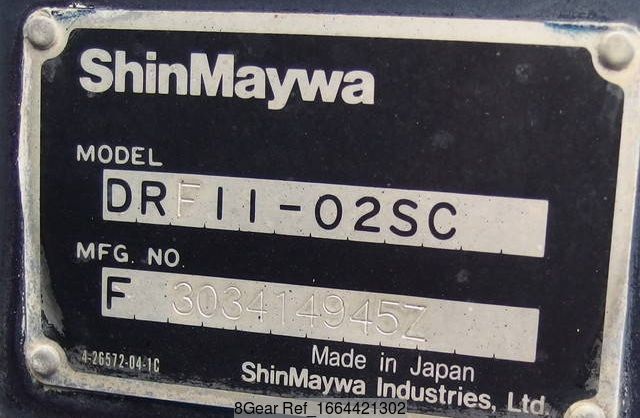 ShinMaywa
MODEL
DRF11-02SC
MFG. NO.
F 303414945Z
4-26572-04-1C
Made in Japan
ShinMaywa Industries, Ltd.
8Gear Ref_1664421302